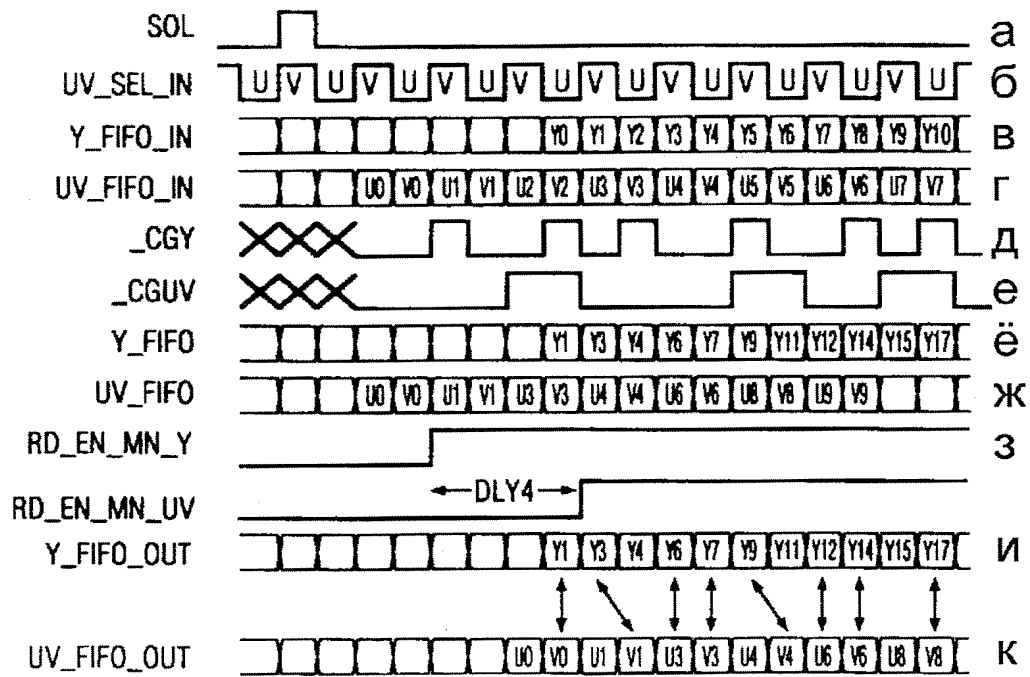 SOL а
UV_SEL_IN U V U V U V U V U V U V U V U V U V U б
Y_FIFO_IN Y0 Y1 Y2 Y3 Y4 Y5 Y6 Y7 Y8 Y9 Y10 в
UV_FIFO_IN U0 V0 U1 V1 U2 V2 U3 V3 U4 V4 U5 V5 U6 V6 U7 V7 г
_CGY д
_CGUV е
Y_FIFO Y1 Y3 Y4 Y6 Y7 Y9 Y11 Y12 Y14 Y15 Y17 ё
UV_FIFO U0 V0 U1 V1 U3 V3 U4 V4 U6 V6 U8 V8 U9 V9 ж
RD_EN_MN_Y з
DLY4
RD_EN_MN_UV
Y_FIFO_OUT Y1 Y3 Y4 Y6 Y7 Y9 Y11 Y12 Y14 Y15 Y17 и
UV_FIFO_OUT U0 V0 U1 V1 U3 V3 U4 V4 U6 V6 U8 V8 к